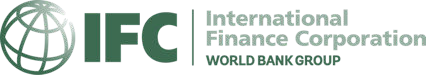 IFC
International
Finance Corporation
WORLD BANK GROUP